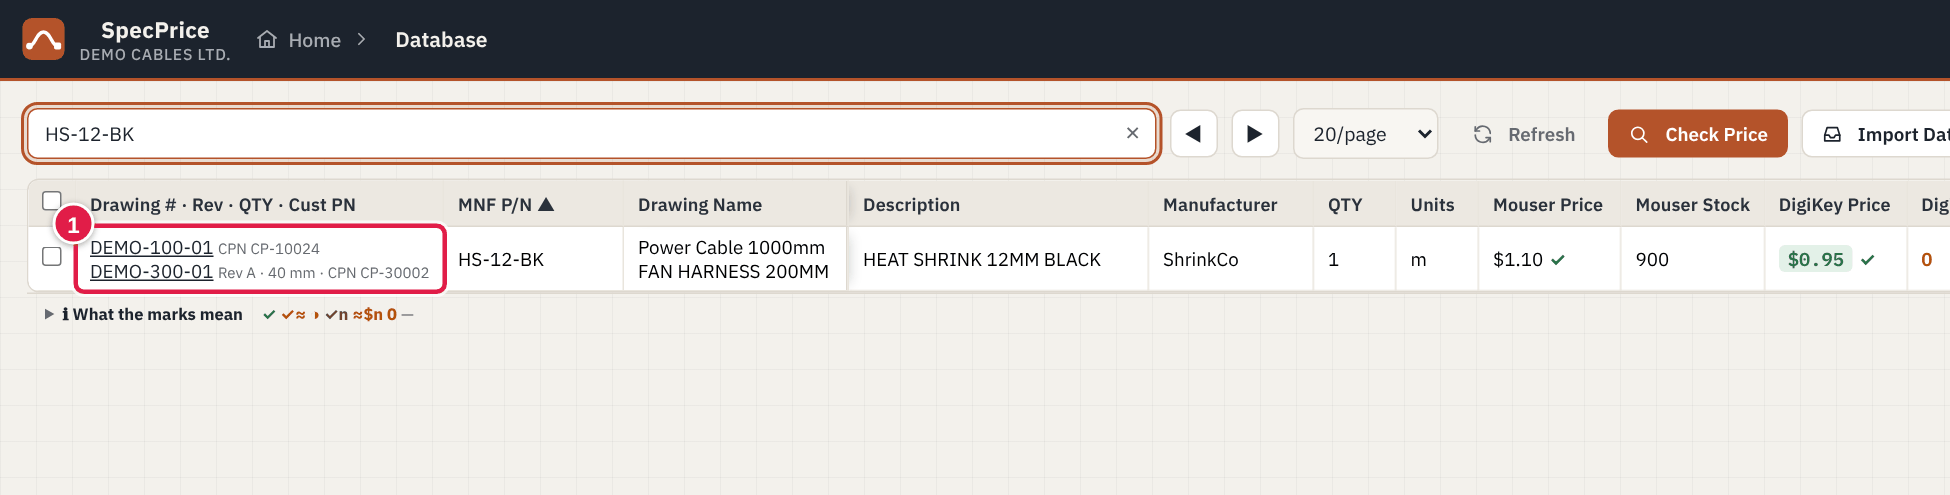 SpecPrice
DEMO CABLES LTD.
Home
Database
HS-12-BK
×
20/page
Refresh
Check Price
Import Dat
Drawing # · Rev · QTY · Cust PN
MNF P/N ▲
Drawing Name
Description
Manufacturer
QTY
Units
Mouser Price
Mouser Stock
DigiKey Price
Dig
1
DEMO-100-01 CPN CP-10024
DEMO-300-01 Rev A · 40 mm · CPN CP-30002
HS-12-BK
Power Cable 1000mm
FAN HARNESS 200MM
HEAT SHRINK 12MM BLACK
ShrinkCo
1
m
$1.10 ✓
900
$0.95 ✓
0
▶ ℹ What the marks mean ✓ ✓≈ ◗ ✓n ≈$n 0 —